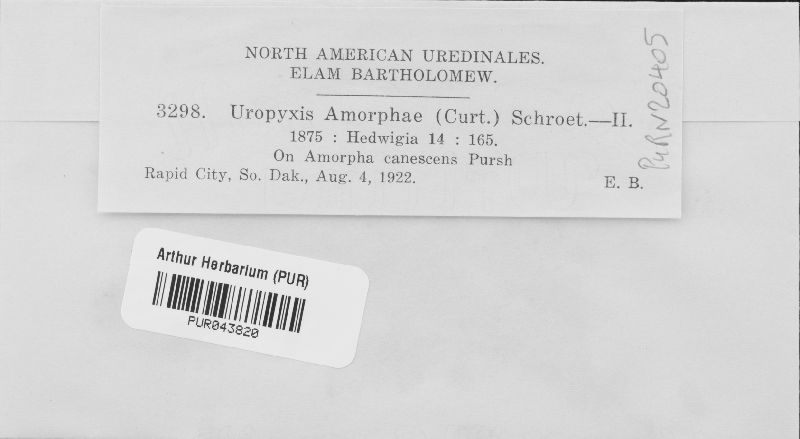 NORTH AMERICAN UREDINALES.
ELAM BARTHOLOMEW.
3298. Uropyxis Amorphae (Curt.) Schroet.—II.
1875 : Hedwigia 14 : 165.
On Amorpha canescens Pursh
Rapid City, So. Dak., Aug. 4, 1922. E. B.
PURN20405
Arthur Herbarium (PUR)
PUR043820